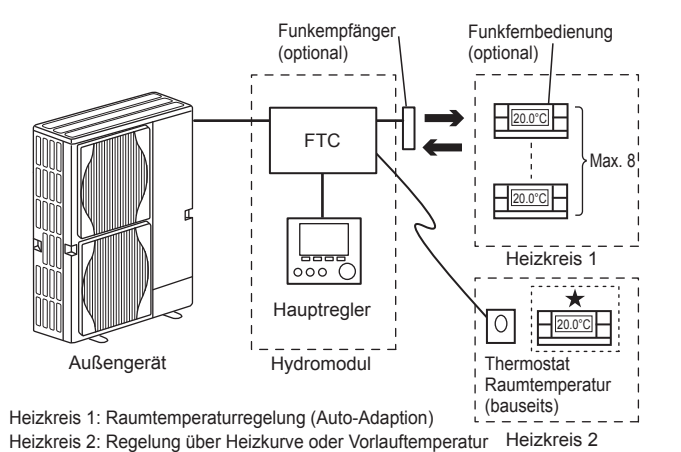 Funkempfänger
(optional)
Funkfernbedienung
(optional)
FTC
20.0°C
Max. 8
20.0°C
Heizkreis 1
Hauptregler
Außengerät
Hydromodul
20.0°C
Thermostat
Raumtemperatur
(bauseits)
Heizkreis 2
Heizkreis 1: Raumtemperaturregelung (Auto-Adaption)
Heizkreis 2: Regelung über Heizkurve oder Vorlauftemperatur